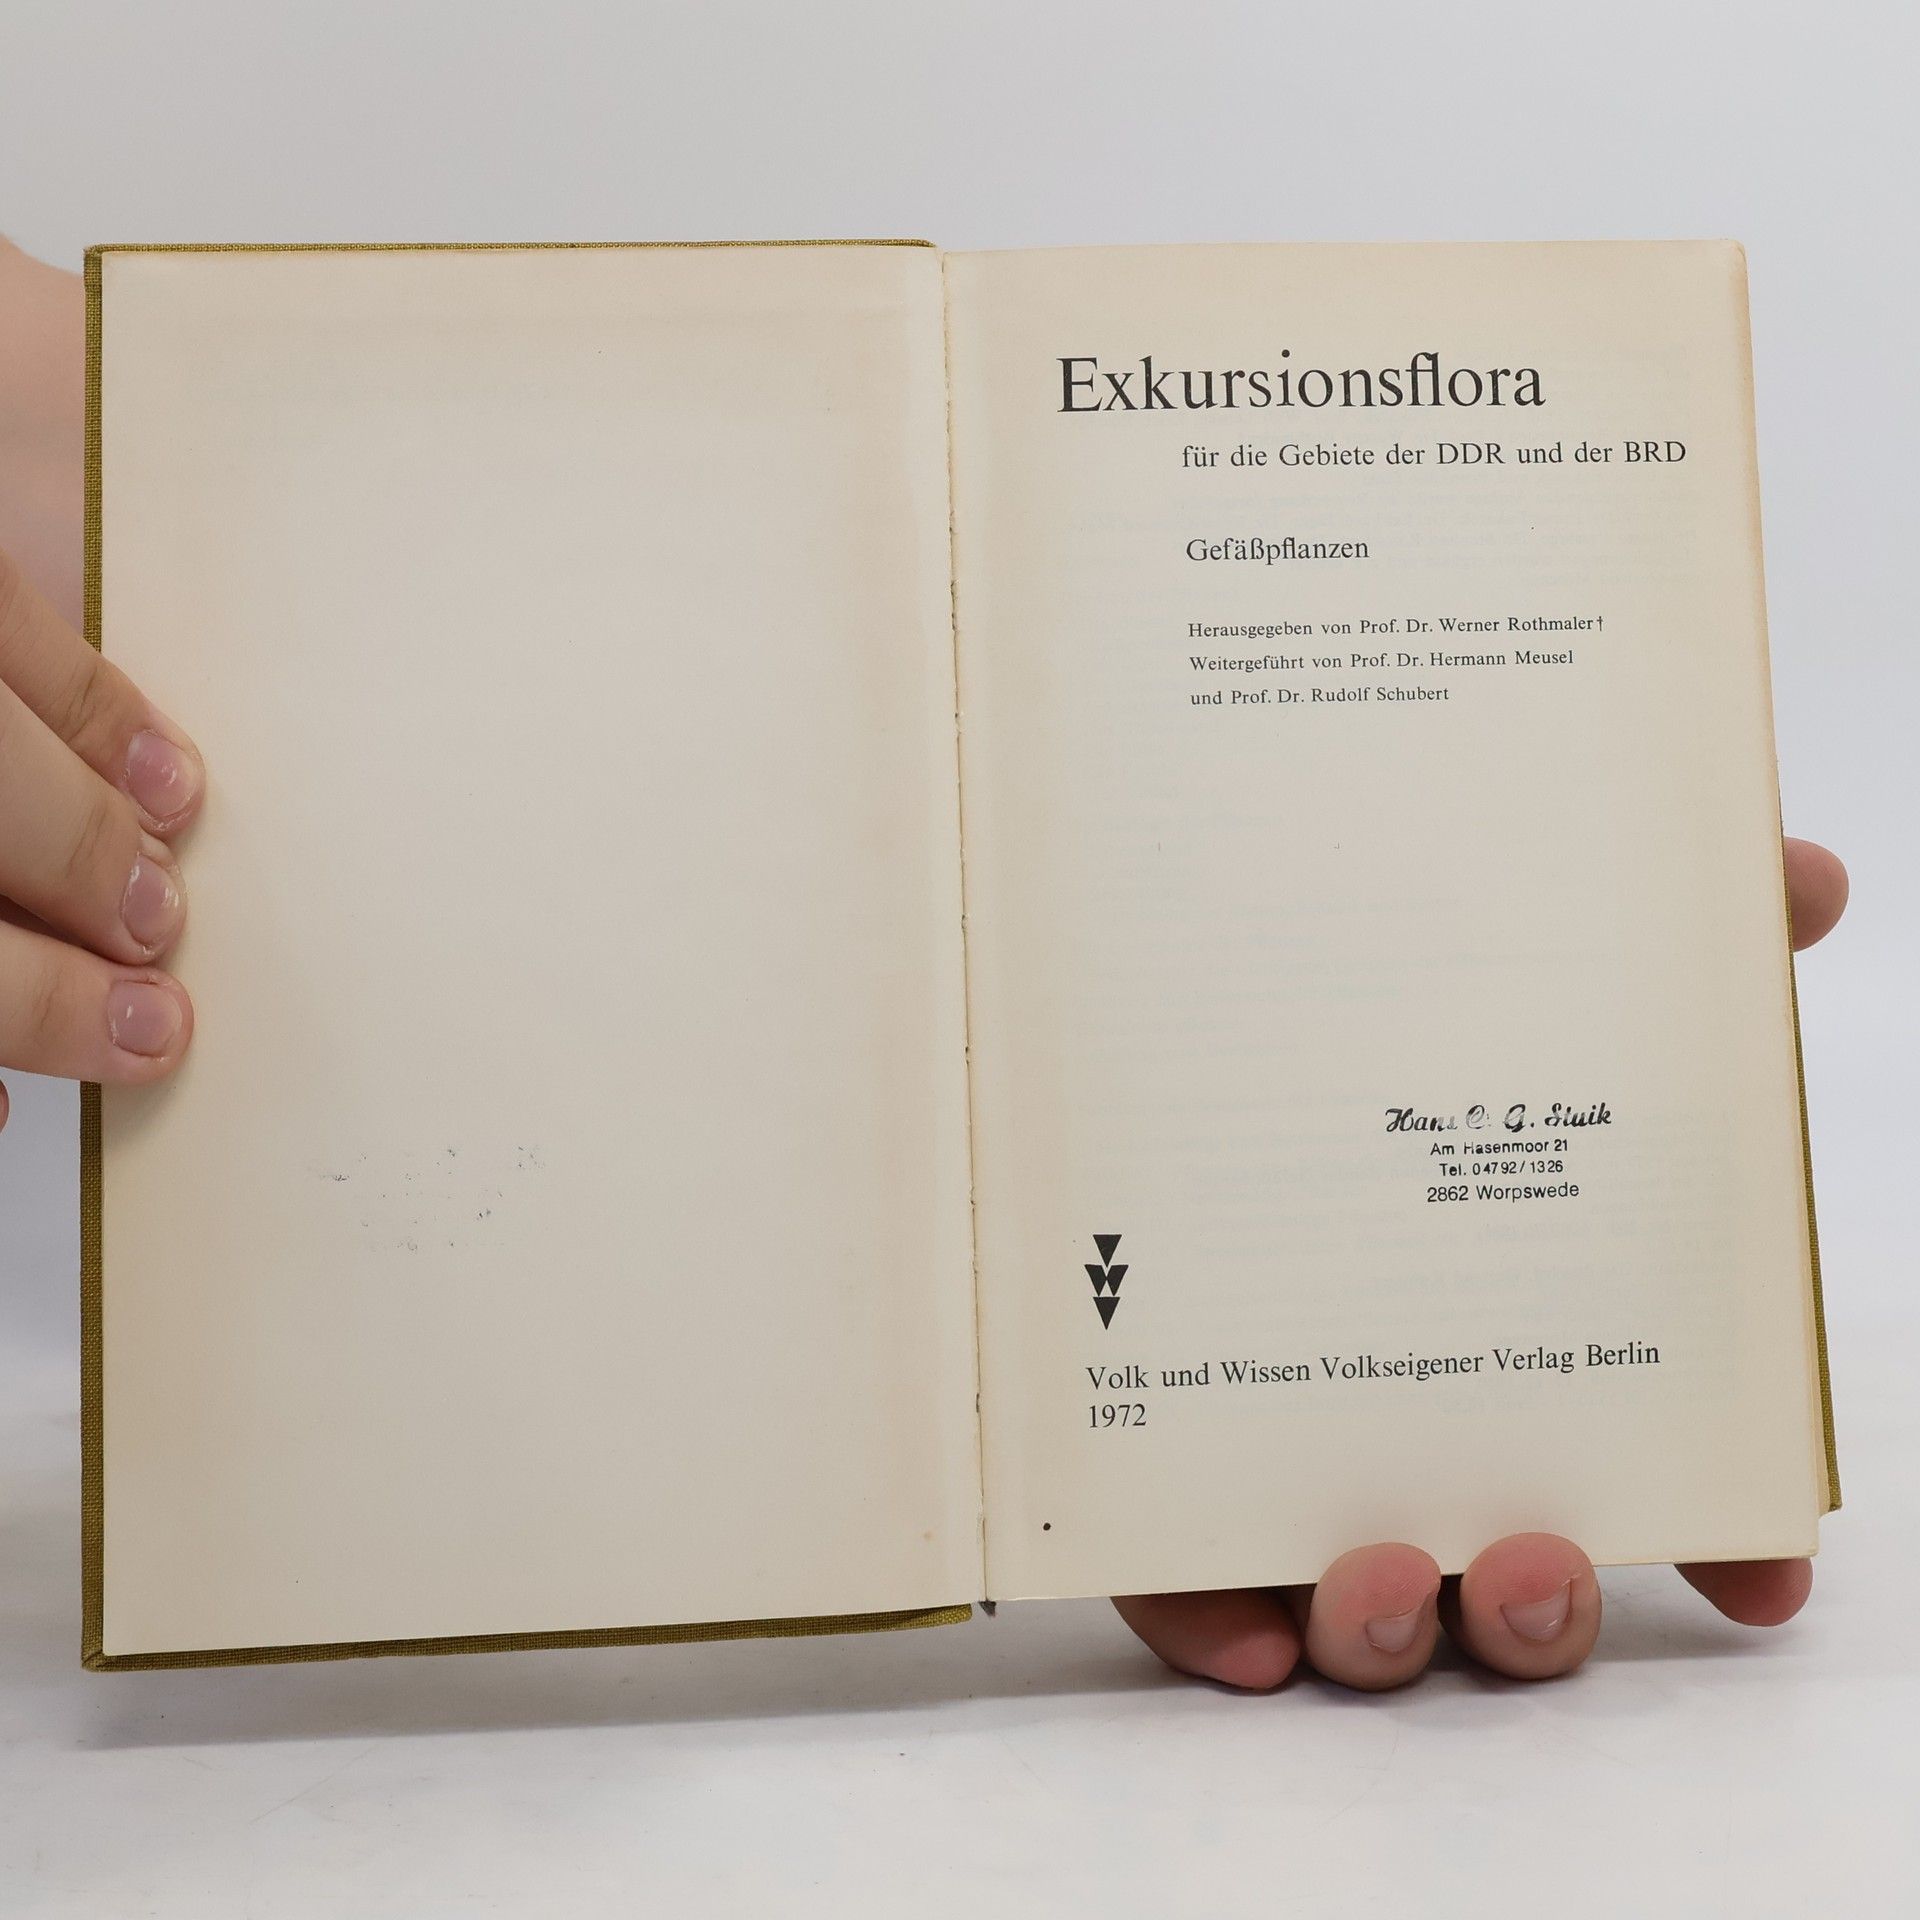 Exkursionsflora
für die Gebiete der DDR und der BRD
Gefäßpflanzen
Herausgegeben von Prof. Dr. Werner Rothmaler†
Weitergeführt von Prof. Dr. Hermann Meusel
und Prof. Dr. Rudolf Schubert
Hans C. G. Stuik
Am Hasenmoor 21
Tel. 04792/1326
2862 Worpswede
Volk und Wissen Volkseigener Verlag Berlin
1972